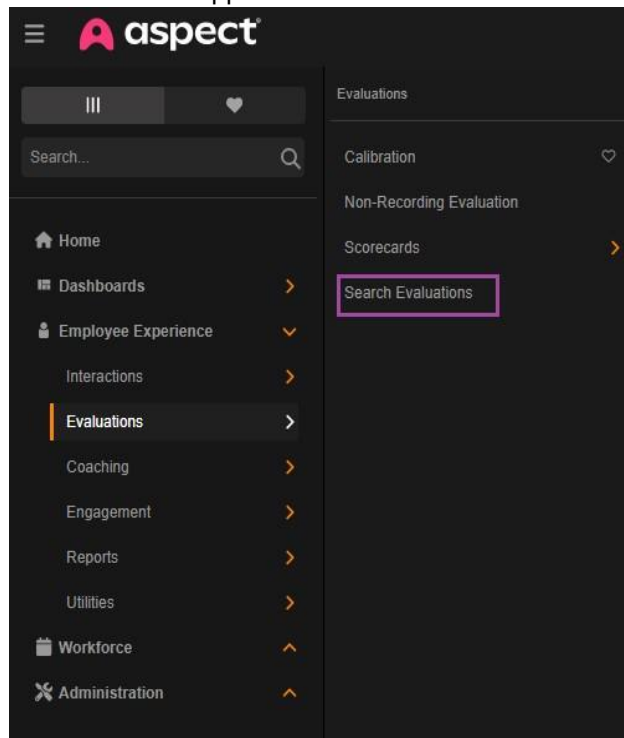 aspect
Search...
Home
Dashboards
Employee Experience
Interactions
Evaluations
Coaching
Engagement
Reports
Utilities
Workforce
Administration
Evaluations
Calibration
Non-Recording Evaluation
Scorecards
Search Evaluations